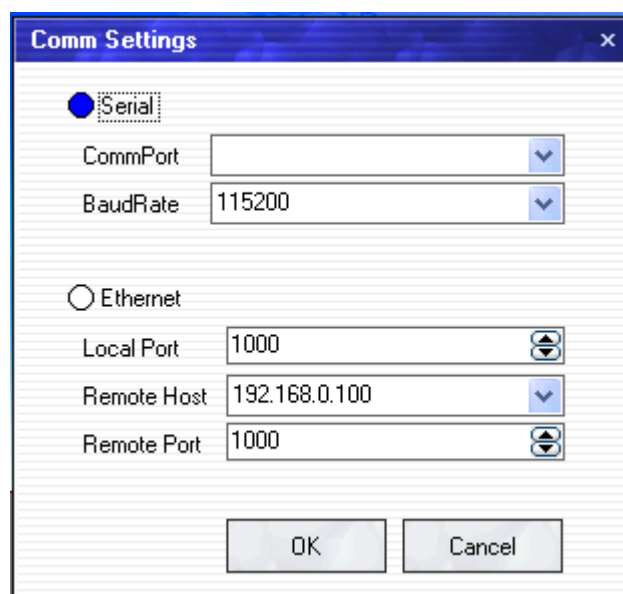 Comm Settings
Serial
CommPort
BaudRate 115200
Ethernet
Local Port 1000
Remote Host 192.168.0.100
Remote Port 1000
OK Cancel